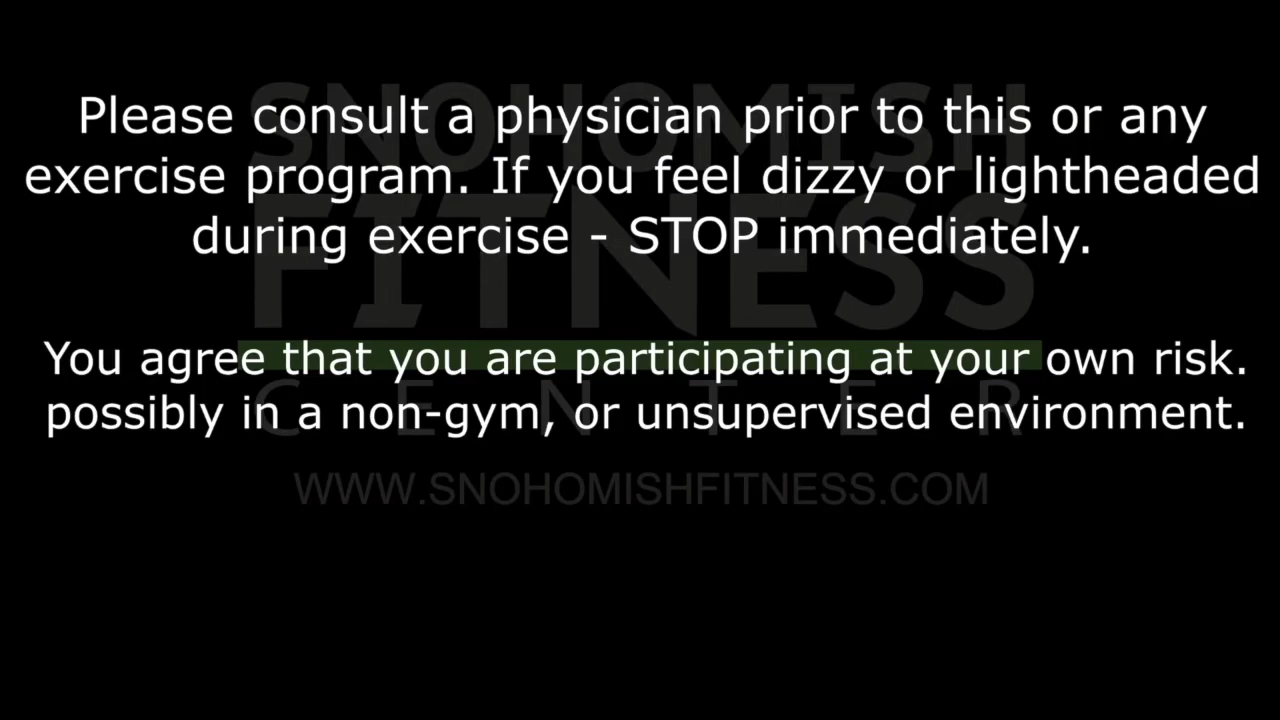 Please consult a physician prior to this or any
exercise program. If you feel dizzy or lightheaded
during exercise - STOP immediately.
You agree that you are participating at your own risk.
possibly in a non-gym, or unsupervised environment.
SNOHOMISH
FITNESS
CENTER
WWW.SNOHOMISHFITNESS.COM